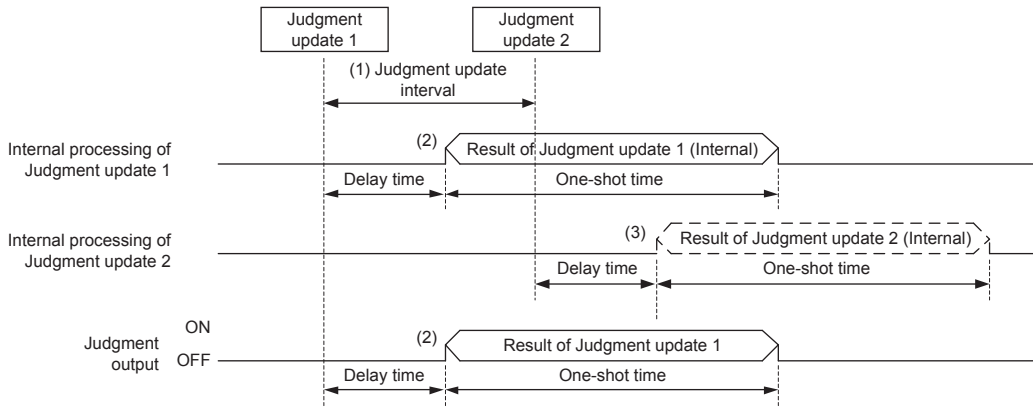 Judgment
update 1
Judgment
update 2
(1) Judgment update
interval
Internal processing of
Judgment update 1
(2)
Result of Judgment update 1 (Internal)
Delay time
One-shot time
Internal processing of
Judgment update 2
(3)
Result of Judgment update 2 (Internal)
Delay time
One-shot time
Judgment
output
ON
OFF
(2)
Result of Judgment update 1
Delay time
One-shot time